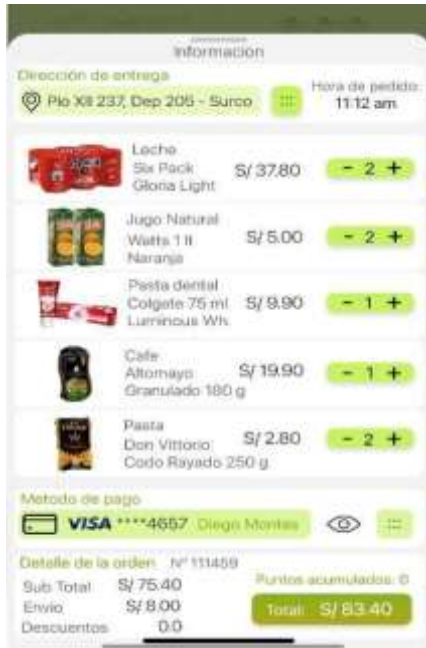 Informacion
Dirección de entrega
Pio XII 237, Dep 205 - Surco
Hora de pedido:
11:12 am
Leche
Six Pack
Gloria Light
S/ 37.80
- 2 +
Jugo Natural
Watts 1 lt
Naranja
S/ 5.00
- 2 +
Pasta dental
Colgate 75 ml
Luminous Wh.
S/ 9.90
- 1 +
Cafe
Altomayo
Granulado 180 g
S/ 19.90
- 1 +
Pasta
Don Vittorio
Codo Rayado 250 g
S/ 2.80
- 2 +
Metodo de pago
VISA ****4657 Diego Montes
Detalle de la orden N° 111459
Sub Total S/ 75.40
Envio S/ 8.00
Descuentos 0.0
Puntos acumulados: 0
Total: S/ 83.40